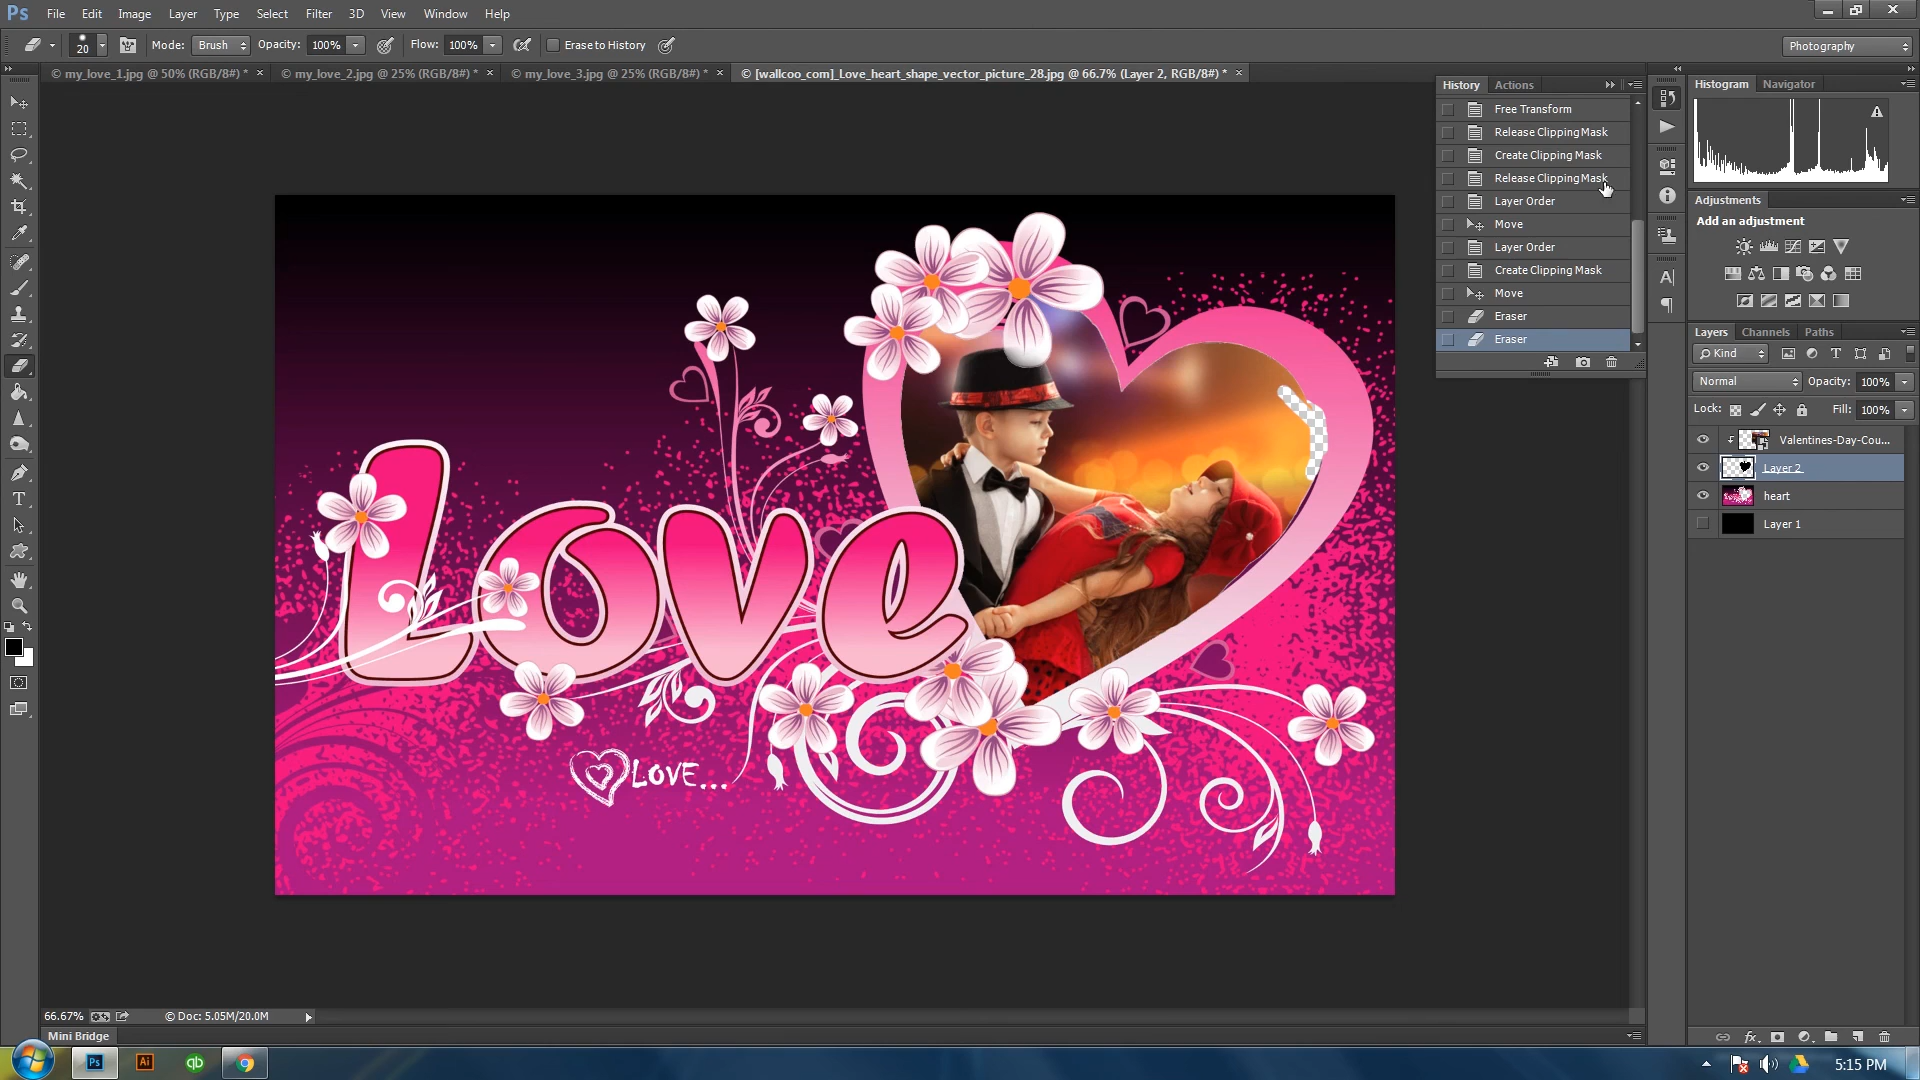 Ps File Edit Image Layer Type Select Filter 3D View Window Help
20 Mode: Brush Opacity: 100% Flow: 100% Erase to History Photography
© my_love_1.jpg @ 50% (RGB/8#) * × © my_love_2.jpg @ 25% (RGB/8#) * × © my_love_3.jpg @ 25% (RGB/8#) * × © [wallcoo_com]_Love_heart_shape_vector_picture_28.jpg @ 66.7% (Layer 2, RGB/8#) * ×
History Actions
Free Transform
Release Clipping Mask
Create Clipping Mask
Release Clipping Mask
Layer Order
Move
Layer Order
Create Clipping Mask
Move
Eraser
Eraser
Histogram Navigator
Adjustments
Add an adjustment
Layers Channels Paths
Kind
Normal Opacity: 100%
Lock: Fill: 100%
Valentines-Day-Cou...
Layer 2
heart
Layer 1
Love
LOVE...
66.67% © Doc: 5.05M/20.0M
Mini Bridge
Ps Ai qb 5:15 PM